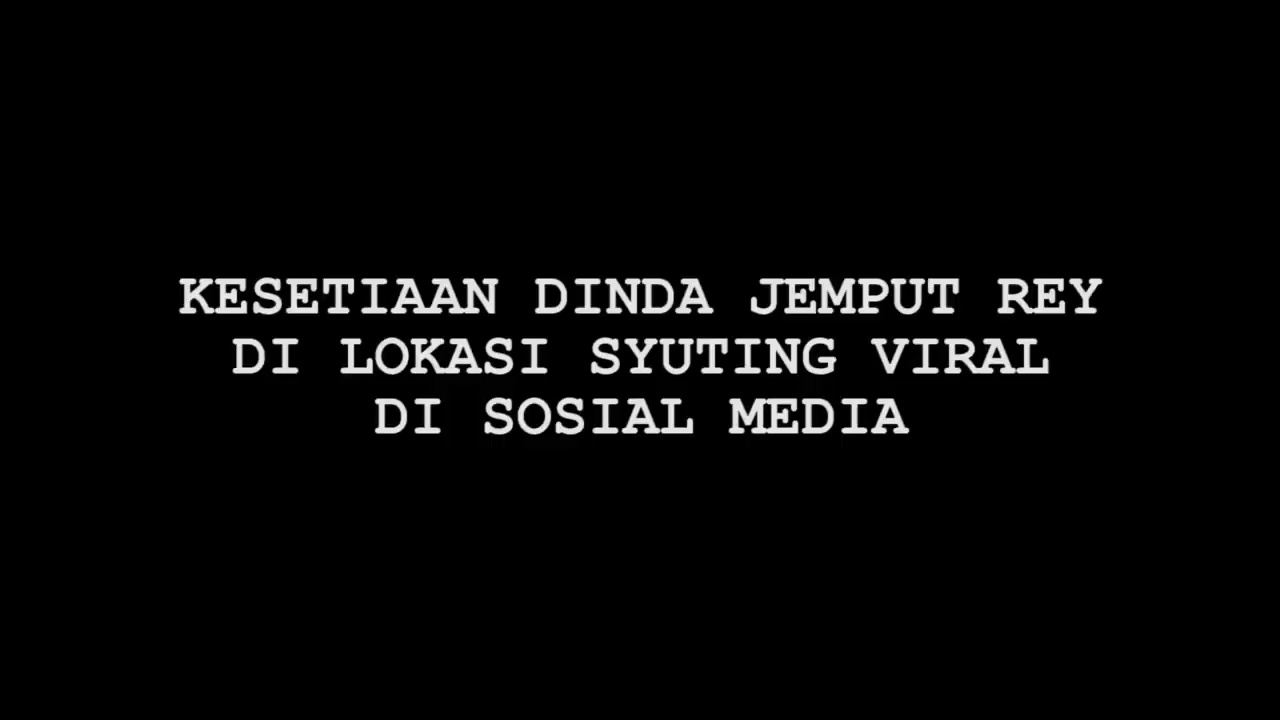 KESETIAAN DINDA JEMPUT REY
DI LOKASI SYUTING VIRAL
DI SOSIAL MEDIA